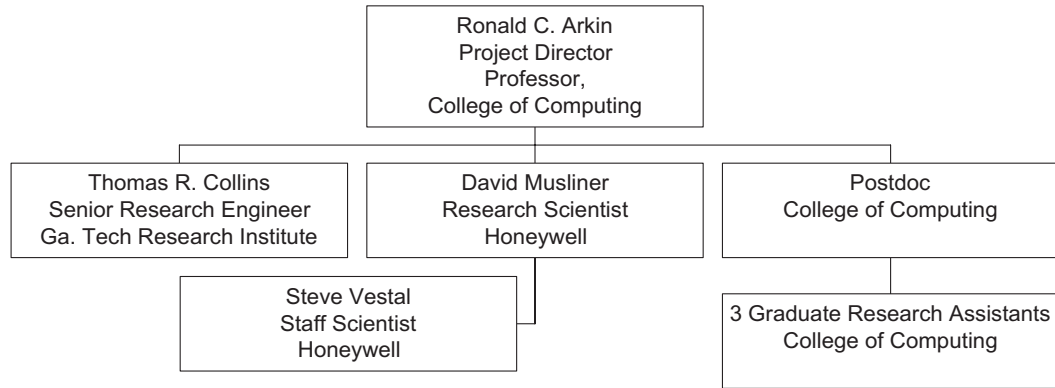 Ronald C. Arkin
Project Director
Professor,
College of Computing
Thomas R. Collins
Senior Research Engineer
Ga. Tech Research Institute
David Musliner
Research Scientist
Honeywell
Postdoc
College of Computing
Steve Vestal
Staff Scientist
Honeywell
3 Graduate Research Assistants
College of Computing